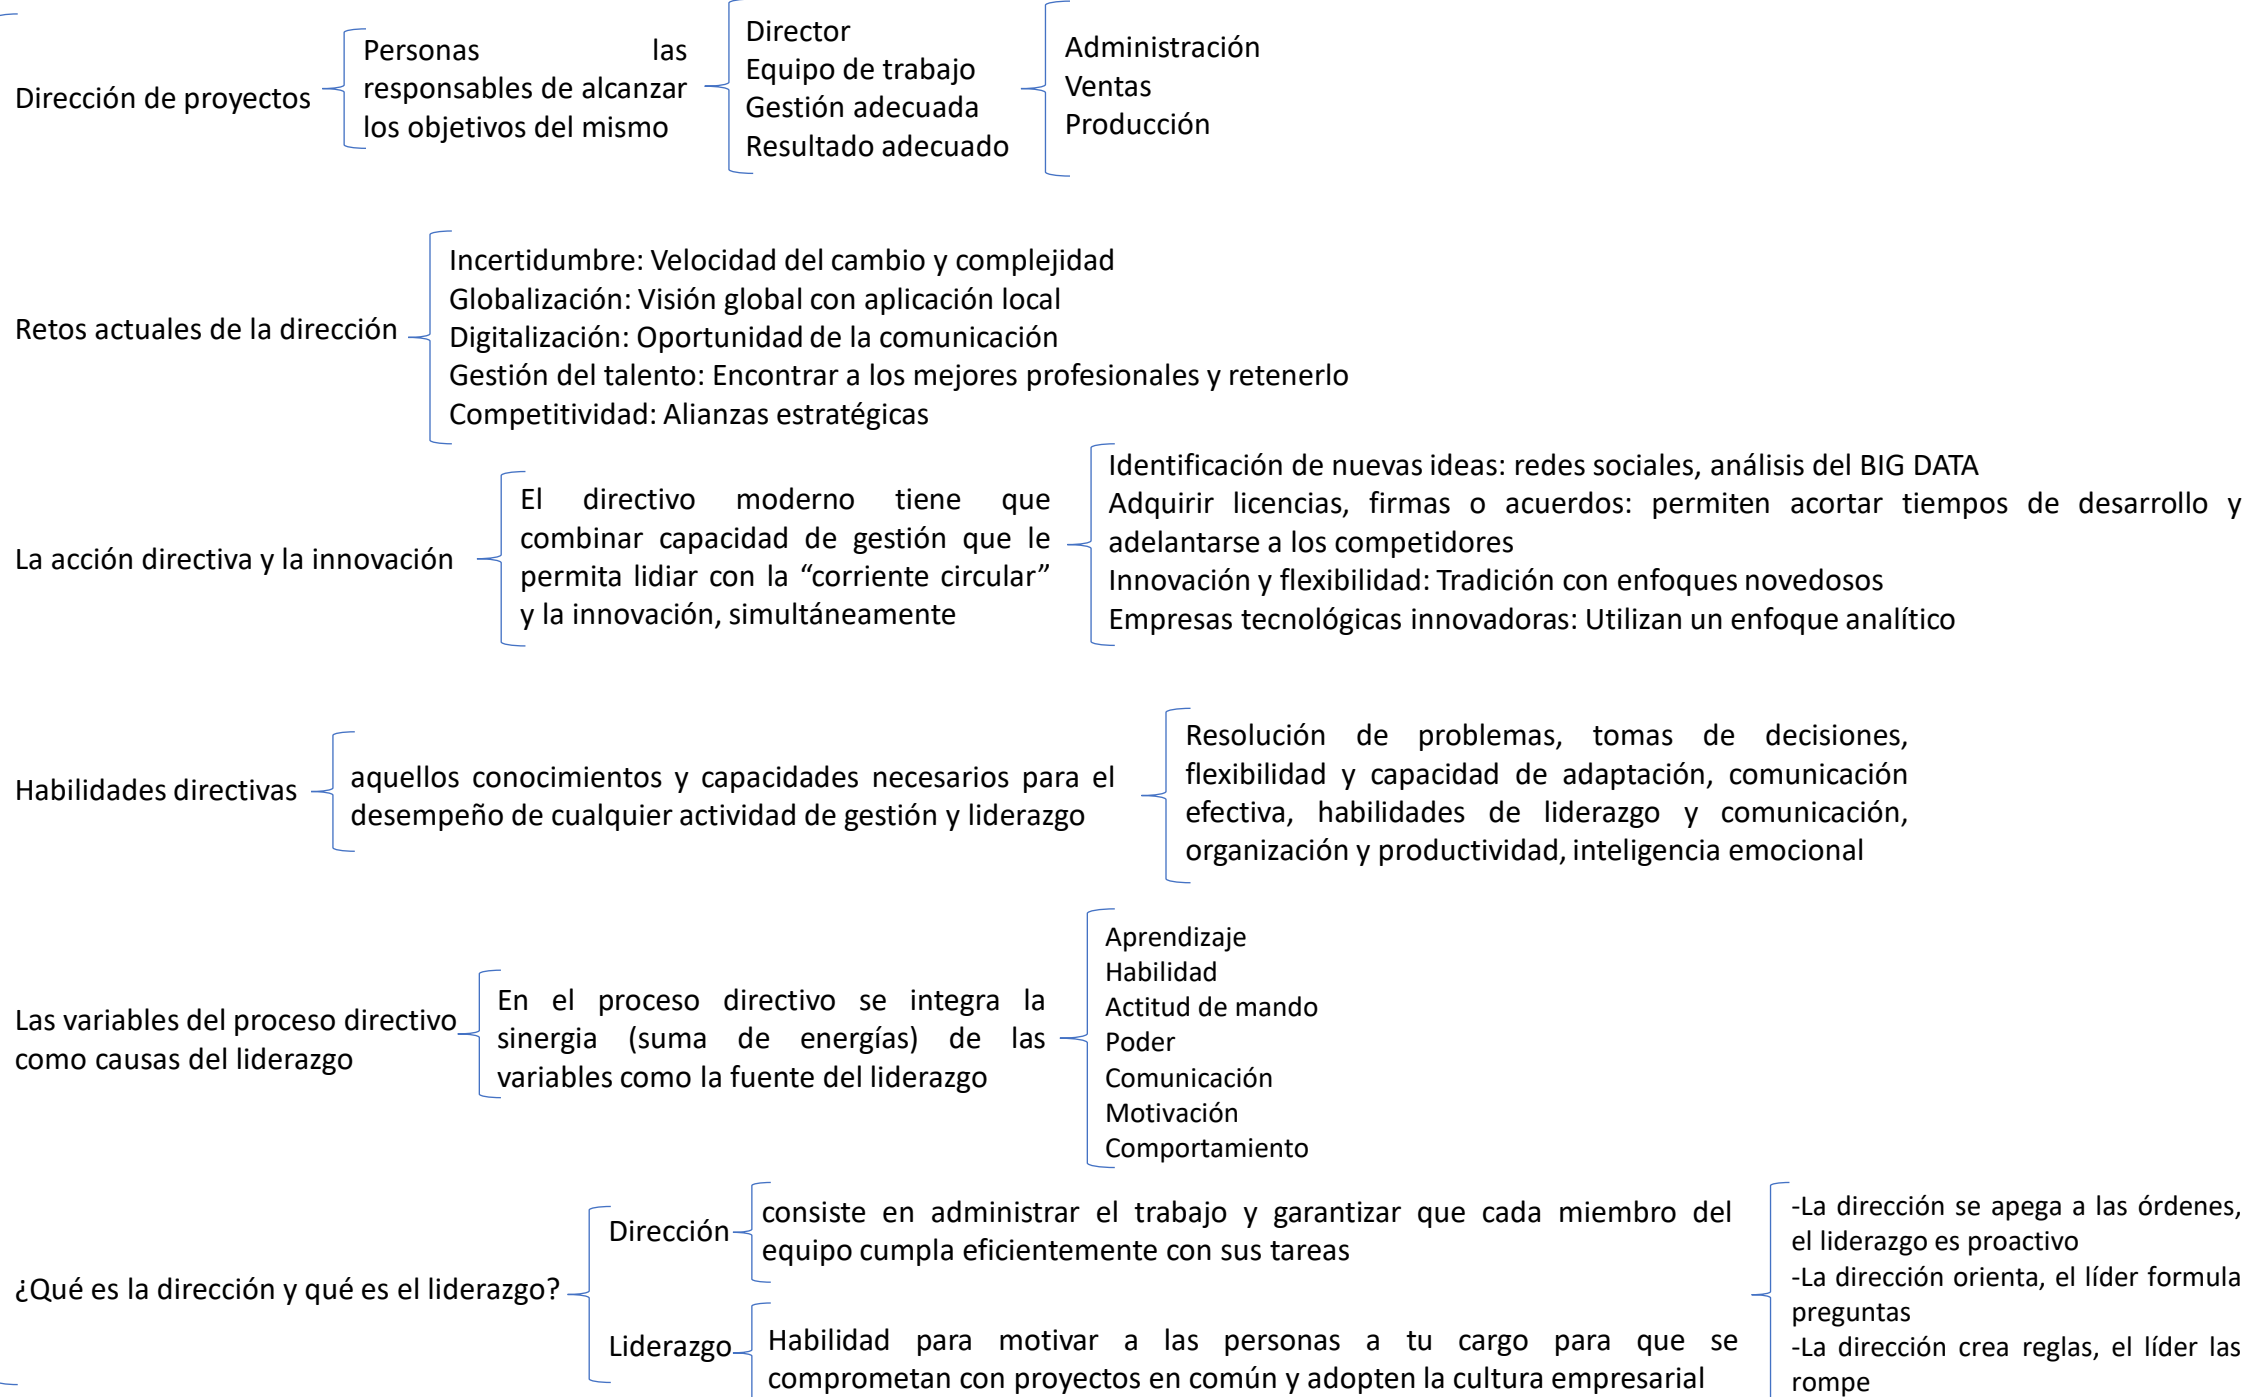 Dirección de proyectos
Personas las
responsables de alcanzar
los objetivos del mismo
Director
Equipo de trabajo
Gestión adecuada
Resultado adecuado
Administración
Ventas
Producción
Retos actuales de la dirección
Incertidumbre: Velocidad del cambio y complejidad
Globalización: Visión global con aplicación local
Digitalización: Oportunidad de la comunicación
Gestión del talento: Encontrar a los mejores profesionales y retenerlo
Competitividad: Alianzas estratégicas
La acción directiva y la innovación
El directivo moderno tiene que
combinar capacidad de gestión que le
permita lidiar con la “corriente circular”
y la innovación, simultáneamente
Identificación de nuevas ideas: redes sociales, análisis del BIG DATA
Adquirir licencias, firmas o acuerdos: permiten acortar tiempos de desarrollo y
adelantarse a los competidores
Innovación y flexibilidad: Tradición con enfoques novedosos
Empresas tecnológicas innovadoras: Utilizan un enfoque analítico
Habilidades directivas
aquellos conocimientos y capacidades necesarios para el
desempeño de cualquier actividad de gestión y liderazgo
Resolución de problemas, tomas de decisiones,
flexibilidad y capacidad de adaptación, comunicación
efectiva, habilidades de liderazgo y comunicación,
organización y productividad, inteligencia emocional
Las variables del proceso directivo
como causas del liderazgo
En el proceso directivo se integra la
sinergia (suma de energías) de las
variables como la fuente del liderazgo
Aprendizaje
Habilidad
Actitud de mando
Poder
Comunicación
Motivación
Comportamiento
¿Qué es la dirección y qué es el liderazgo?
Dirección
consiste en administrar el trabajo y garantizar que cada miembro del
equipo cumpla eficientemente con sus tareas
Liderazgo
Habilidad para motivar a las personas a tu cargo para que se
comprometan con proyectos en común y adopten la cultura empresarial
-La dirección se apega a las órdenes,
el liderazgo es proactivo
-La dirección orienta, el líder formula
preguntas
-La dirección crea reglas, el líder las
rompe